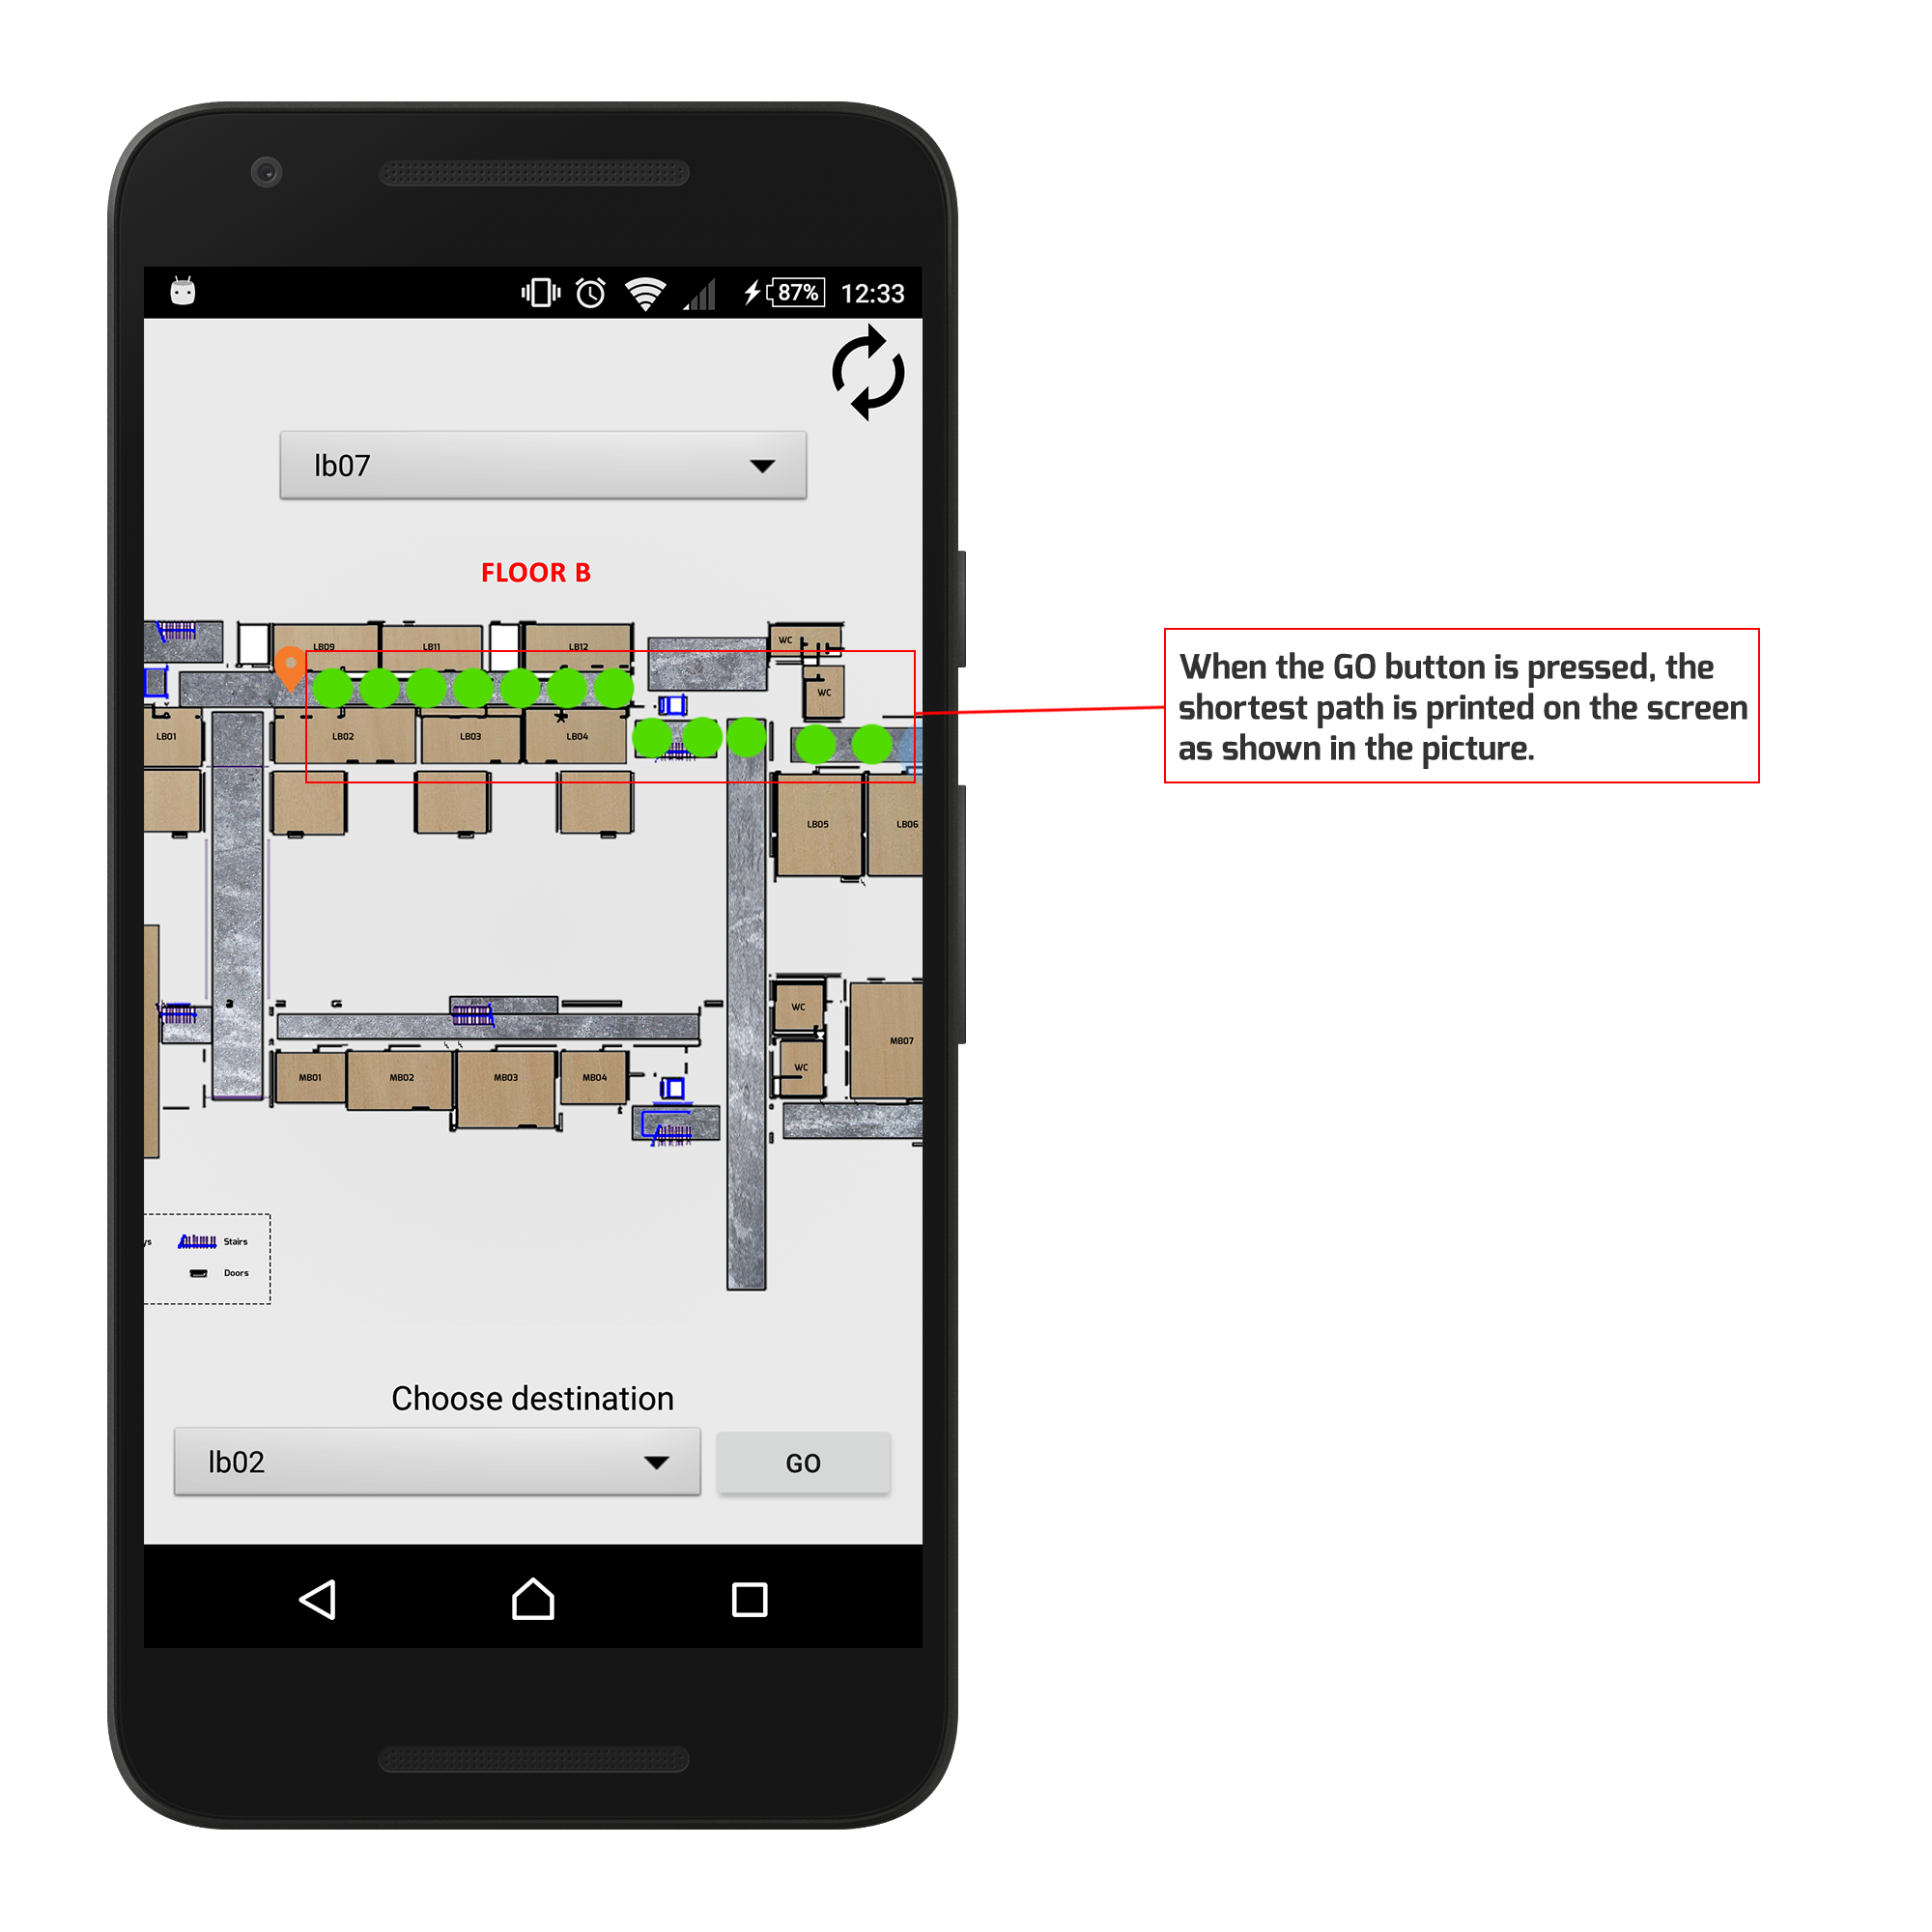 87% 12:33
lb07
FLOOR B
LB09 LB11 LB12 WC
WC
LB01 LB02 LB03 LB04
When the GO button is pressed, the
shortest path is printed on the screen
as shown in the picture.
LB05 LB06
WC
MB07
WC
MB01 MB02 MB03 MB04
ys Stairs
Doors
Choose destination
lb02 GO